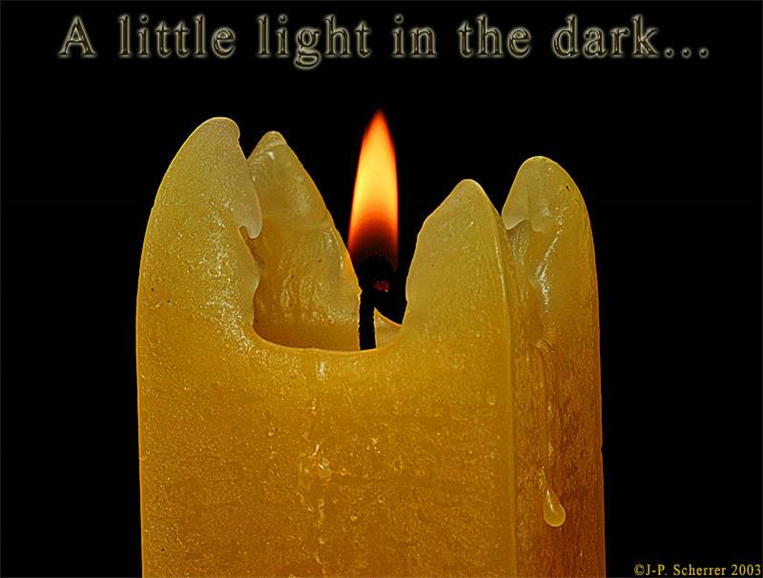 A little light in the dark...
©J-P. Scherrer 2003